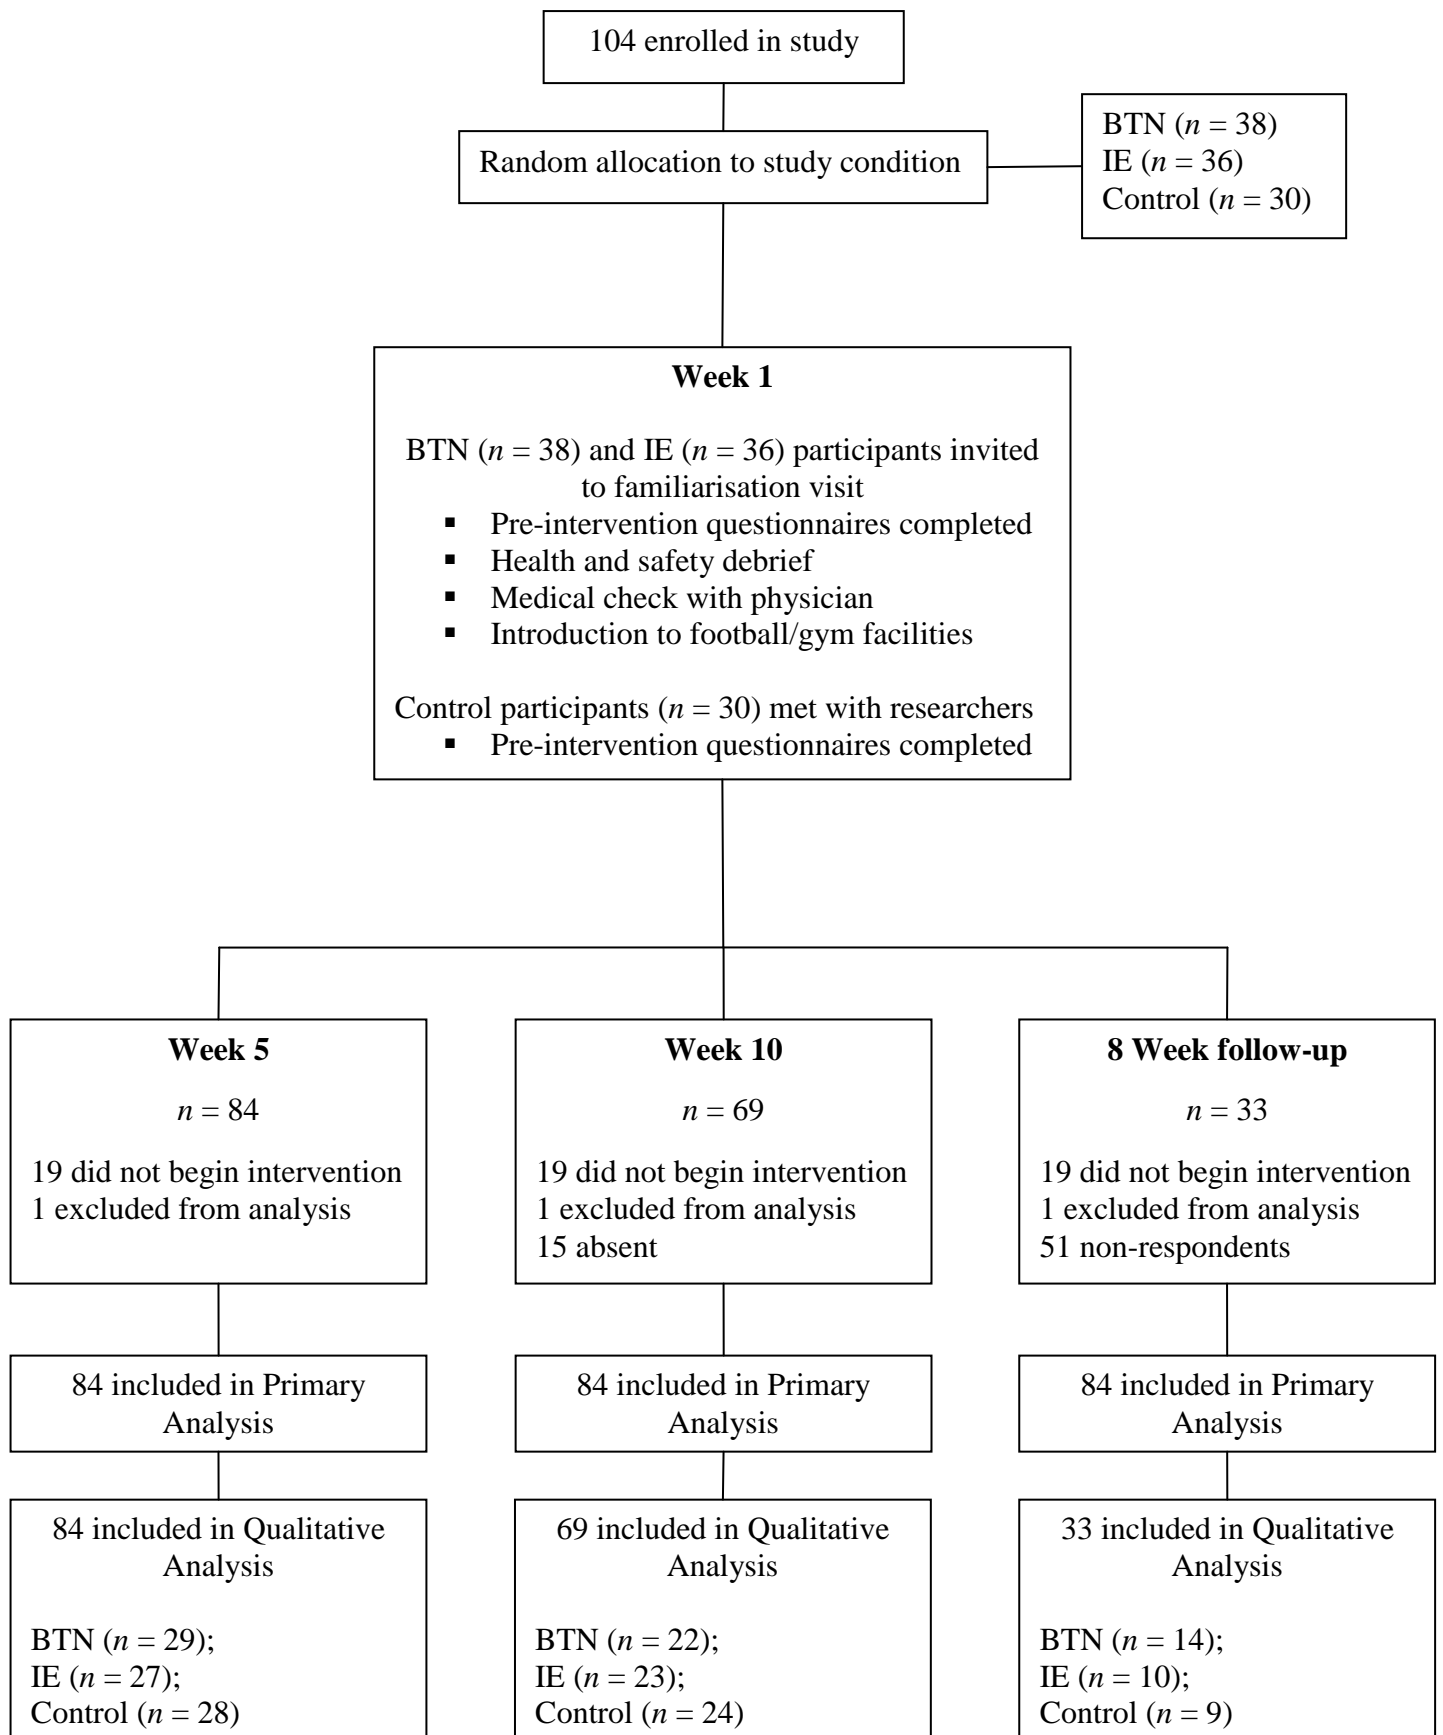 104 enrolled in study
Random allocation to study condition
BTN (n = 38)
IE (n = 36)
Control (n = 30)
Week 1
BTN (n = 38) and IE (n = 36) participants invited
to familiarisation visit
▪ Pre-intervention questionnaires completed
▪ Health and safety debrief
▪ Medical check with physician
▪ Introduction to football/gym facilities
Control participants (n = 30) met with researchers
▪ Pre-intervention questionnaires completed
Week 5
n = 84
19 did not begin intervention
1 excluded from analysis
84 included in Primary
Analysis
84 included in Qualitative
Analysis
BTN (n = 29);
IE (n = 27);
Control (n = 28)
Week 10
n = 69
19 did not begin intervention
1 excluded from analysis
15 absent
84 included in Primary
Analysis
69 included in Qualitative
Analysis
BTN (n = 22);
IE (n = 23);
Control (n = 24)
8 Week follow-up
n = 33
19 did not begin intervention
1 excluded from analysis
51 non-respondents
84 included in Primary
Analysis
33 included in Qualitative
Analysis
BTN (n = 14);
IE (n = 10);
Control (n = 9)